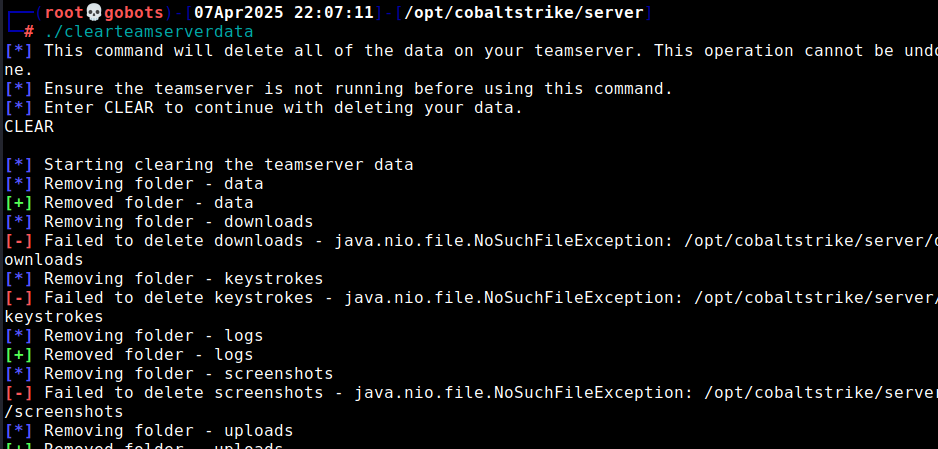 ┌──(root💀gobots)-[07Apr2025 22:07:11]-[/opt/cobaltstrike/server]
└─# ./clearteamserverdata
[*] This command will delete all of the data on your teamserver. This operation cannot be undo
ne.
[*] Ensure the teamserver is not running before using this command.
[*] Enter CLEAR to continue with deleting your data.
CLEAR
[*] Starting clearing the teamserver data
[*] Removing folder - data
[+] Removed folder - data
[*] Removing folder - downloads
[-] Failed to delete downloads - java.nio.file.NoSuchFileException: /opt/cobaltstrike/server/d
ownloads
[*] Removing folder - keystrokes
[-] Failed to delete keystrokes - java.nio.file.NoSuchFileException: /opt/cobaltstrike/server/
keystrokes
[*] Removing folder - logs
[+] Removed folder - logs
[*] Removing folder - screenshots
[-] Failed to delete screenshots - java.nio.file.NoSuchFileException: /opt/cobaltstrike/server
/screenshots
[*] Removing folder - uploads
[+] Removed folder - uploads